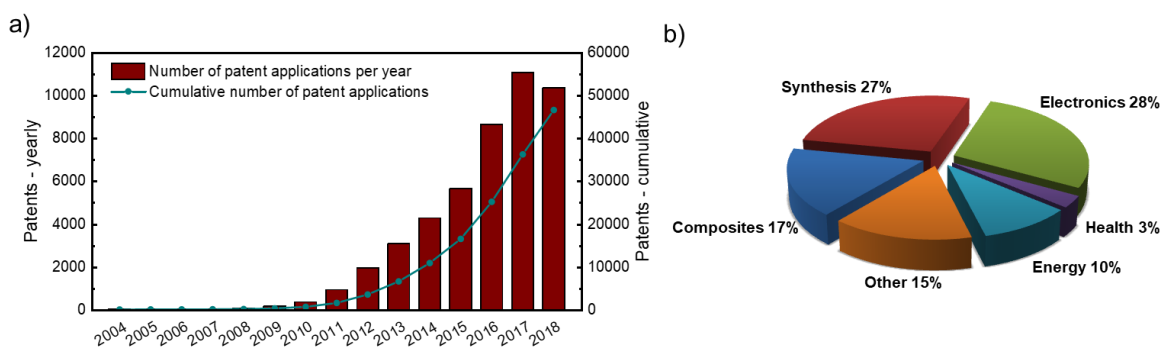 a)
12000
10000
8000
6000
4000
2000
0
Patents - yearly
Number of patent applications per year
Cumulative number of patent applications
60000
50000
40000
30000
20000
10000
0
Patents - cumulative
2004 2005 2006 2007 2008 2009 2010 2011 2012 2013 2014 2015 2016 2017 2018
b)
Synthesis 27%
Electronics 28%
Composites 17%
Health 3%
Energy 10%
Other 15%